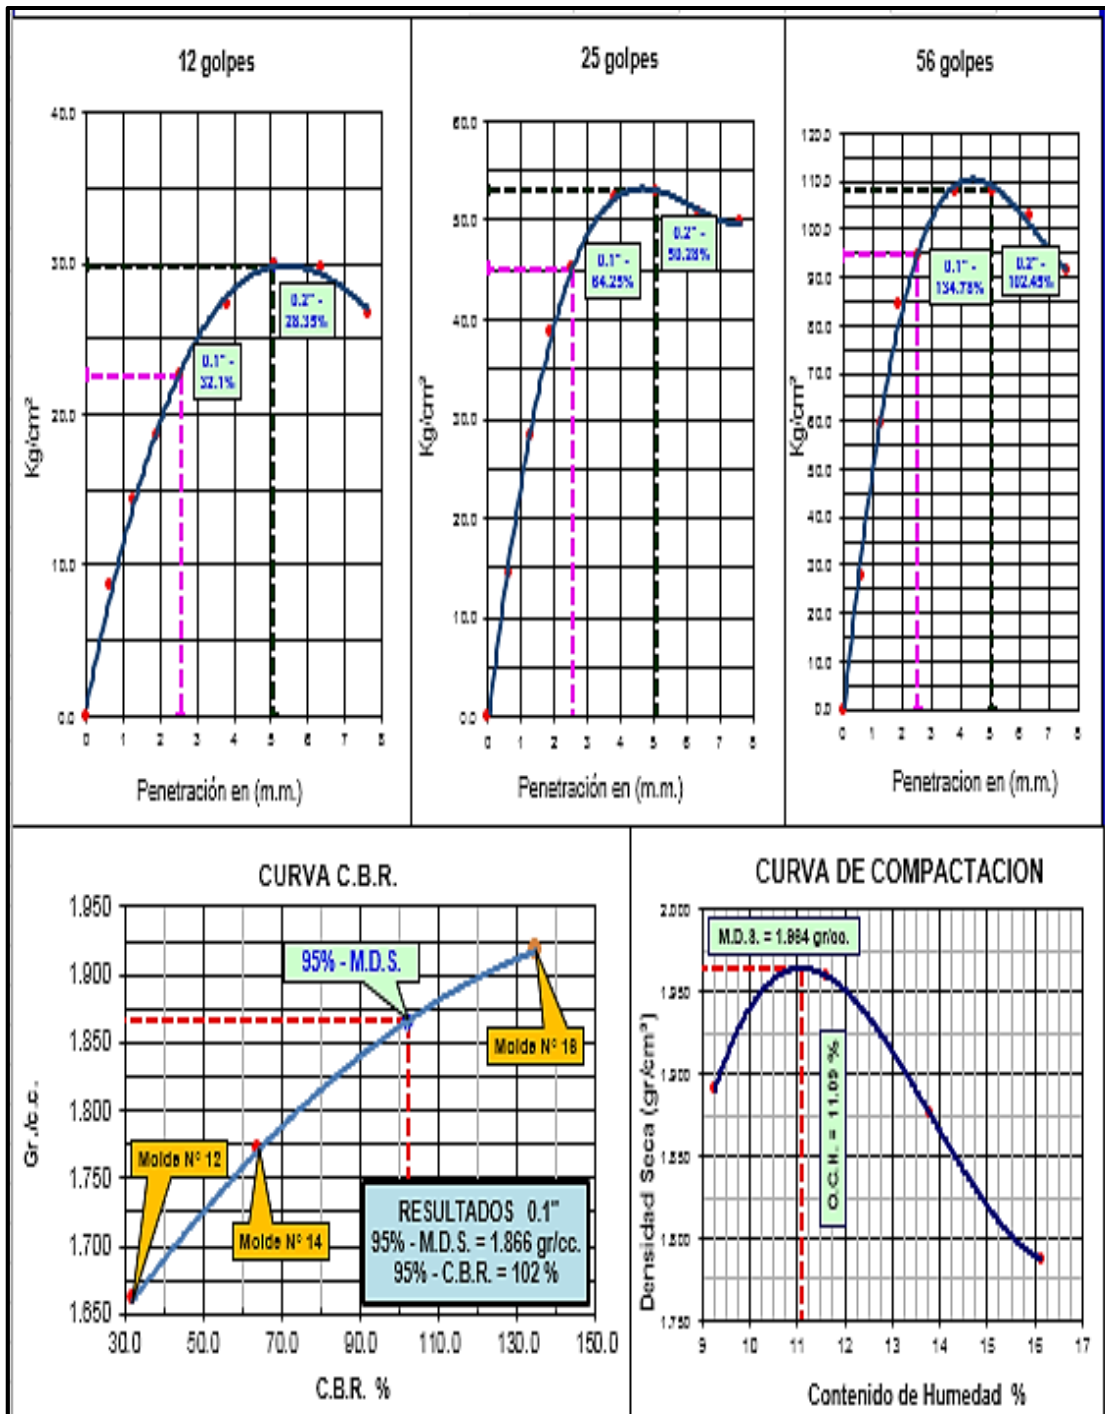 12 golpes
40.0
30.0
20.0
10.0
0.0
Kg/cm²
0.1" -
32.1%
0.2" -
28.35%
0 1 2 3 4 5 6 7 8
Penetración en (m.m.)
25 golpes
60.0
50.0
40.0
30.0
20.0
10.0
0.0
Kg/cm²
0.1" -
64.25%
0.2" -
50.28%
0 1 2 3 4 5 6 7 8
Penetración en (m.m.)
56 golpes
120.0
110.0
100.0
90.0
80.0
70.0
60.0
50.0
40.0
30.0
20.0
10.0
0.0
Kg/cm²
0.1" -
134.78%
0.2" -
102.45%
0 1 2 3 4 5 6 7 8
Penetracion en (m.m.)
CURVA C.B.R.
1.950
1.900
1.850
1.800
1.750
1.700
1.650
Gr./c.c.
95% - M.D.S.
Molde Nº 16
Molde Nº 12
Molde Nº 14
RESULTADOS 0.1"
95% - M.D.S. = 1.866 gr/cc.
95% - C.B.R. = 102 %
30.0 50.0 70.0 90.0 110.0 130.0 150.0
C.B.R. %
CURVA DE COMPACTACION
2.000
1.950
1.900
1.850
1.800
1.750
Densidad Seca (gr/cm³)
M.D.S. = 1.964 gr/cc.
O.C.H. = 11.09 %
9 10 11 12 13 14 15 16 17
Contenido de Humedad %